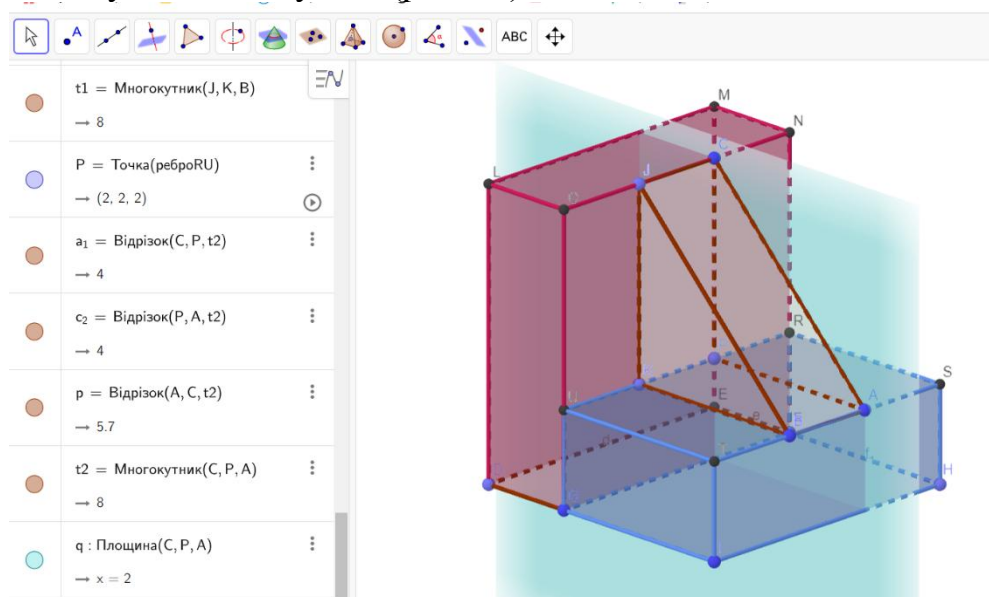 ABC
t1 = Многокутник(J, K, B)
→ 8
P = Точка(реброRU)
→ (2, 2, 2)
a₁ = Відрізок(C, P, t2)
→ 4
c₂ = Відрізок(P, A, t2)
→ 4
p = Відрізок(A, C, t2)
→ 5.7
t2 = Многокутник(C, P, A)
→ 8
q : Площина(C, P, A)
→ x = 2
M
N
C
L
J
R
S
A
E
e
d
H